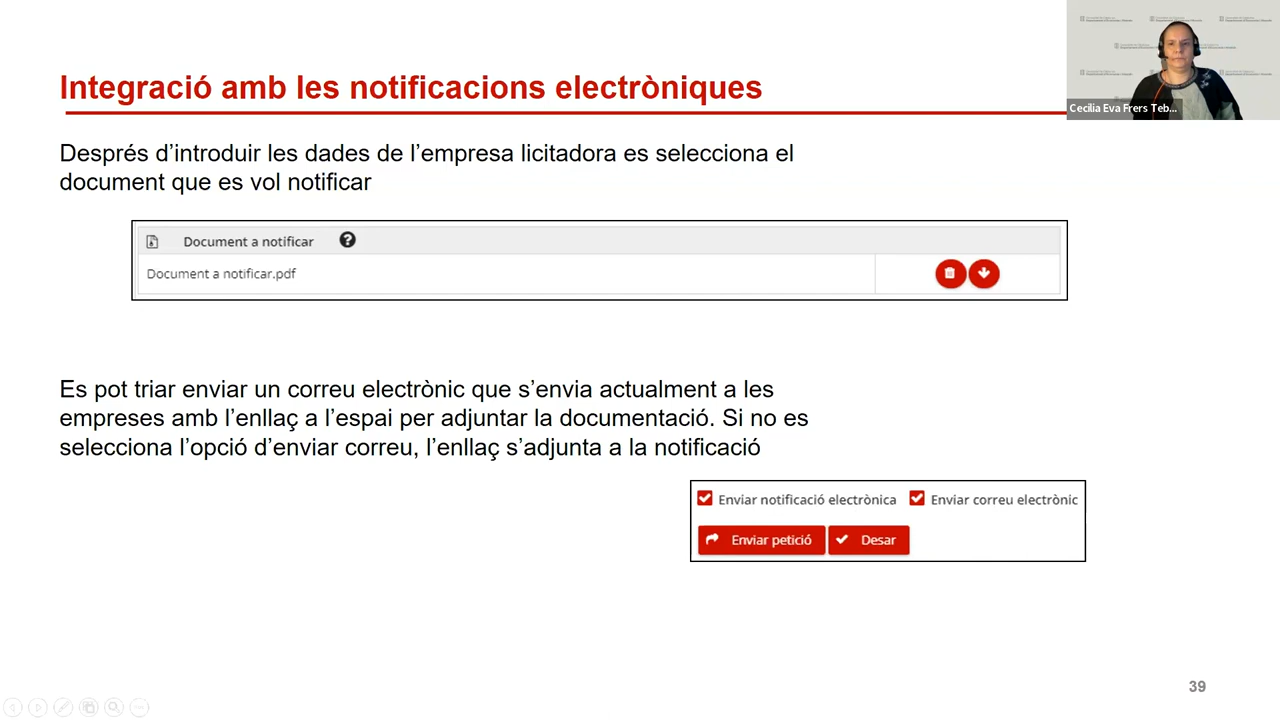 Integració amb les notificacions electròniques
Cecília Eva Frers Teb...
Després d’introduir les dades de l’empresa licitadora es selecciona el
document que es vol notificar
Document a notificar
Document a notificar.pdf
Es pot triar enviar un correu electrònic que s’envia actualment a les
empreses amb l’enllaç a l’espai per adjuntar la documentació. Si no es
selecciona l’opció d’enviar correu, l’enllaç s’adjunta a la notificació
Enviar notificació electrònica Enviar correu electrònic
Enviar petició Desar
39